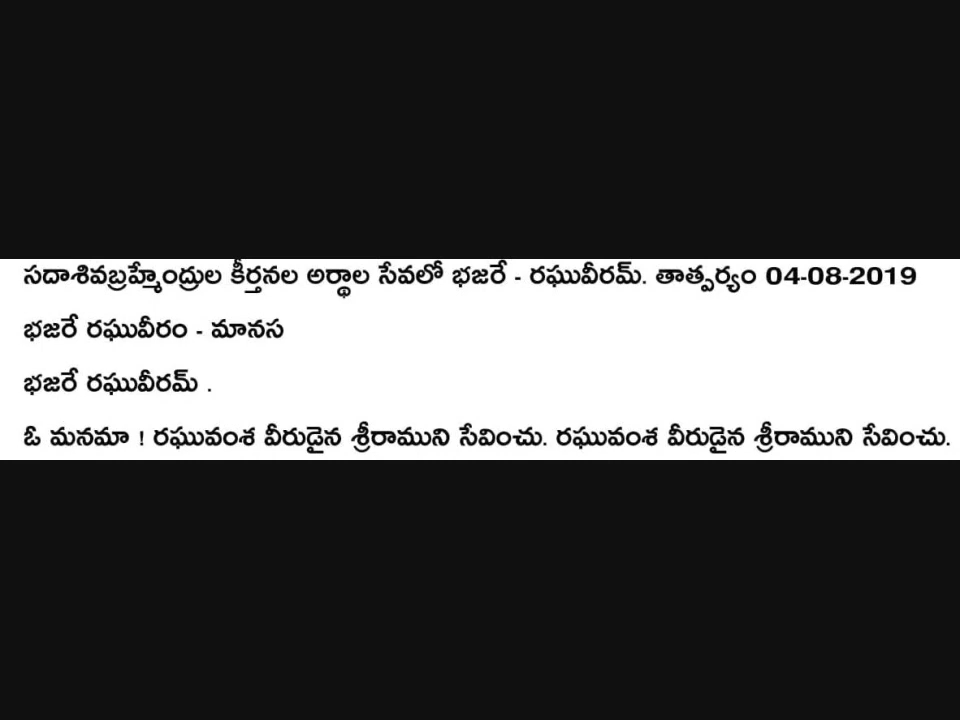 సదాశివబ్రహ్మేంద్రుల కీర్తనల అర్థాల సేవలో భజరే - రఘువీరమ్. తాత్పర్యం 04-08-2019
భజరే రఘువీరం - మానస
భజరే రఘువీరమ్ .
ఓ మనమా ! రఘువంశ వీరుడైన శ్రీరాముని సేవించు. రఘువంశ వీరుడైన శ్రీరాముని సేవించు.